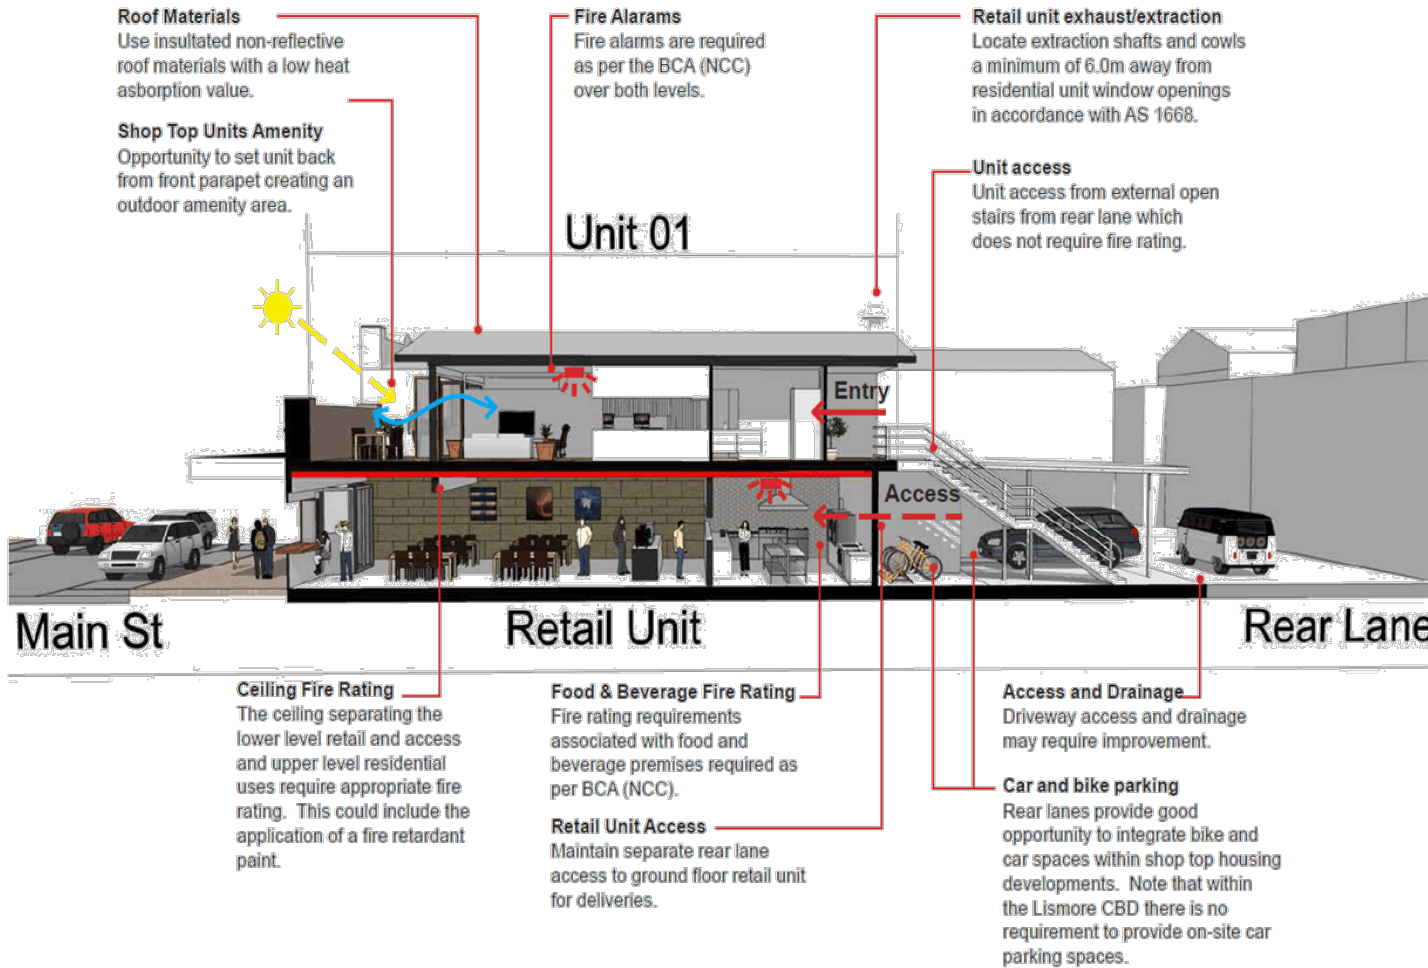 Roof Materials
Use insultated non-reflective
roof materials with a low heat
asborption value.
Shop Top Units Amenity
Opportunity to set unit back
from front parapet creating an
outdoor amenity area.
Fire Alarams
Fire alarms are required
as per the BCA (NCC)
over both levels.
Retail unit exhaust/extraction
Locate extraction shafts and cowls
a minimum of 6.0m away from
residential unit window openings
in accordance with AS 1668.
Unit access
Unit access from external open
stairs from rear lane which
does not require fire rating.
Unit 01
Entry
Access
Main St
Retail Unit
Rear Lane
Ceiling Fire Rating
The ceiling separating the
lower level retail and access
and upper level residential
uses require appropriate fire
rating. This could include the
application of a fire retardant
paint.
Food & Beverage Fire Rating
Fire rating requirements
associated with food and
beverage premises required as
per BCA (NCC).
Retail Unit Access
Maintain separate rear lane
access to ground floor retail unit
for deliveries.
Access and Drainage
Driveway access and drainage
may require improvement.
Car and bike parking
Rear lanes provide good
opportunity to integrate bike and
car spaces within shop top housing
developments. Note that within
the Lismore CBD there is no
requirement to provide on-site car
parking spaces.